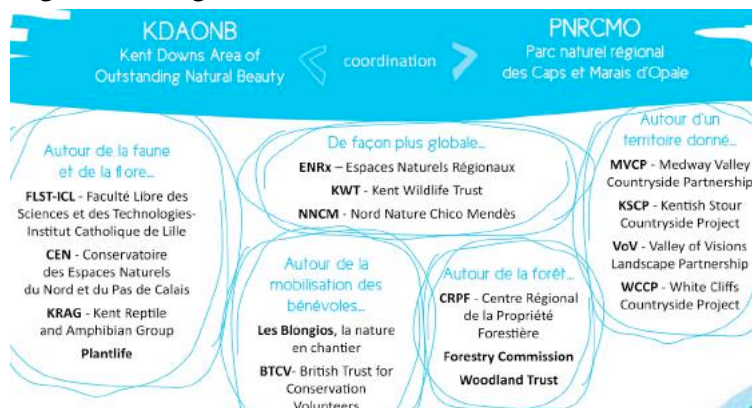 KDAONB
Kent Downs Area of
Outstanding Natural Beauty
coordination
PNRCMO
Parc naturel régional
des Caps et Marais d'Opale
Autour de la faune
et de la flore...
FLST-ICL - Faculté Libre des
Sciences et des Technologies-
Institut Catholique de Lille
CEN - Conservatoire
des Espaces Naturels
du Nord et du Pas de Calais
KRAG - Kent Reptile
and Amphibian Group
Plantlife
De façon plus globale...
ENRx – Espaces Naturels Régionaux
KWT - Kent Wildlife Trust
NNCM - Nord Nature Chico Mendès
Autour de la
mobilisation des
bénévoles...
Les Blongios, la nature
en chantier
BTCV- British Trust for
Conservation
Volunteers
Autour de la forêt...
CRPF - Centre Régional
de la Propriété
Forestière
Forestry Commission
Woodland Trust
Autour d'un
territoire donné...
MVCP - Medway Valley
Countryside Partnership
KSCP - Kentish Stour
Countryside Project
VoV - Valley of Visions
Landscape Partnership
WCCP - White Cliffs
Countryside Project